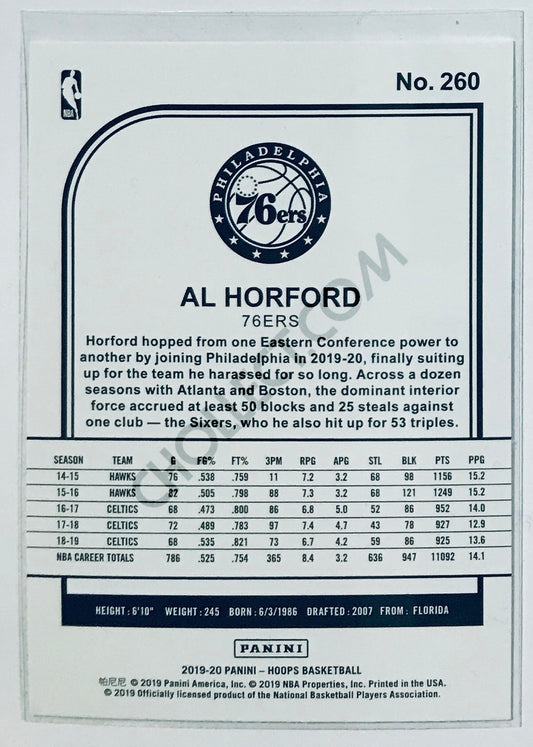 No. 260
NBA
PHILADELPHIA
76ers
AL HORFORD
76ERS
Horford hopped from one Eastern Conference power to
another by joining Philadelphia in 2019-20, finally suiting
up for the team he harassed for so long. Across a dozen
seasons with Atlanta and Boston, the dominant interior
force accrued at least 50 blocks and 25 steals against
one club — the Sixers, who he also hit up for 53 triples.
SEASON TEAM G FG% FT% 3PM RPG APG STL BLK PTS PPG
14-15 HAWKS 76 .538 .759 11 7.2 3.2 68 98 1156 15.2
15-16 HAWKS 82 .505 .798 88 7.3 3.2 68 121 1249 15.2
16-17 CELTICS 68 .473 .800 86 6.8 5.0 52 86 952 14.0
17-18 CELTICS 72 .489 .783 97 7.4 4.7 43 78 927 12.9
18-19 CELTICS 68 .535 .821 73 6.7 4.2 59 86 925 13.6
NBA CAREER TOTALS 786 .525 .754 365 8.4 3.2 636 947 11092 14.1
HEIGHT: 6'10" WEIGHT: 245 BORN: 6/3/1986 DRAFTED: 2007 FROM: FLORIDA
PANINI
2019-20 PANINI – HOOPS BASKETBALL
帕尼尼 © 2019 Panini America, Inc. © 2019 NBA Properties, Inc. Printed in the USA.
© 2019 Officially licensed product of the National Basketball Players Association.
CHOLLECT.COM